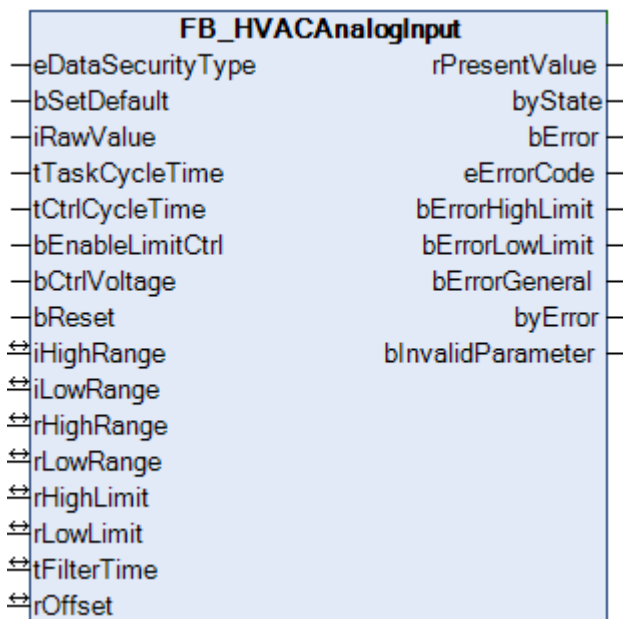 FB_HVACAnalogInput
eDataSecurityType rPresentValue
bSetDefault byState
iRawValue bError
tTaskCycleTime eErrorCode
tCtrlCycleTime bErrorHighLimit
bEnableLimitCtrl bErrorLowLimit
bCtrlVoltage bErrorGeneral
bReset byError
iHighRange bInvalidParameter
iLowRange
rHighRange
rLowRange
rHighLimit
rLowLimit
tFilterTime
rOffset